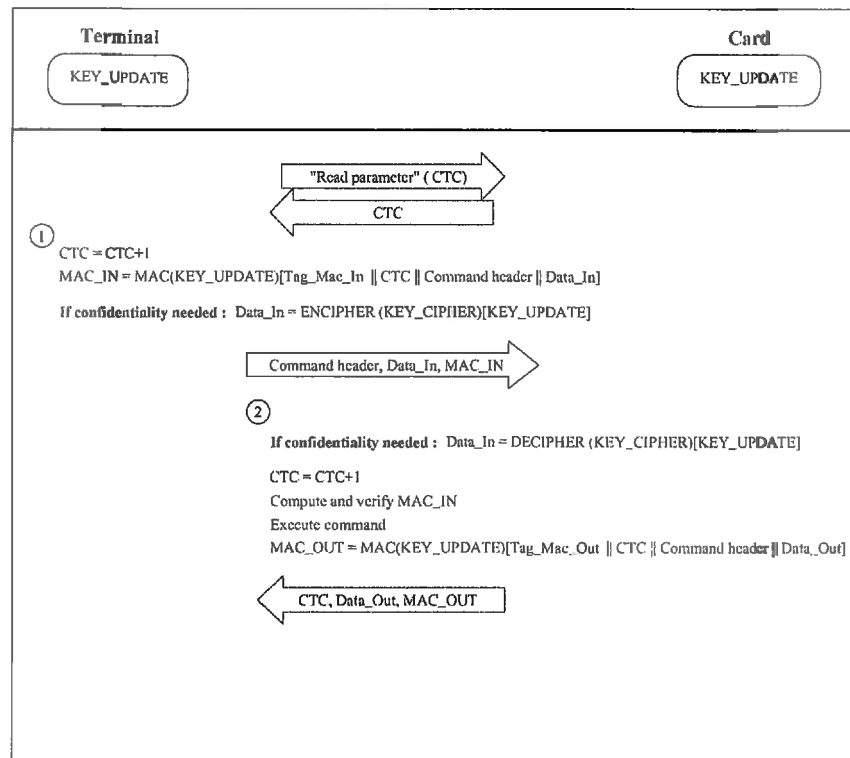 Terminal
Card
KEY_UPDATE
KEY_UPDATE
"Read parameter" ( CTC)
CTC
1
CTC = CTC+1
MAC_IN = MAC(KEY_UPDATE)[Tag_Mac_In || CTC || Command header || Data_In]
If confidentiality needed : Data_In = ENCIPHER (KEY_CIPHER)[KEY_UPDATE]
Command header, Data_In, MAC_IN
2
If confidentiality needed : Data_In = DECIPHER (KEY_CIPHER)[KEY_UPDATE]
CTC = CTC+1
Compute and verify MAC_IN
Execute command
MAC_OUT = MAC(KEY_UPDATE)[Tag_Mac_Out || CTC || Command header || Data_Out]
CTC, Data_Out, MAC_OUT